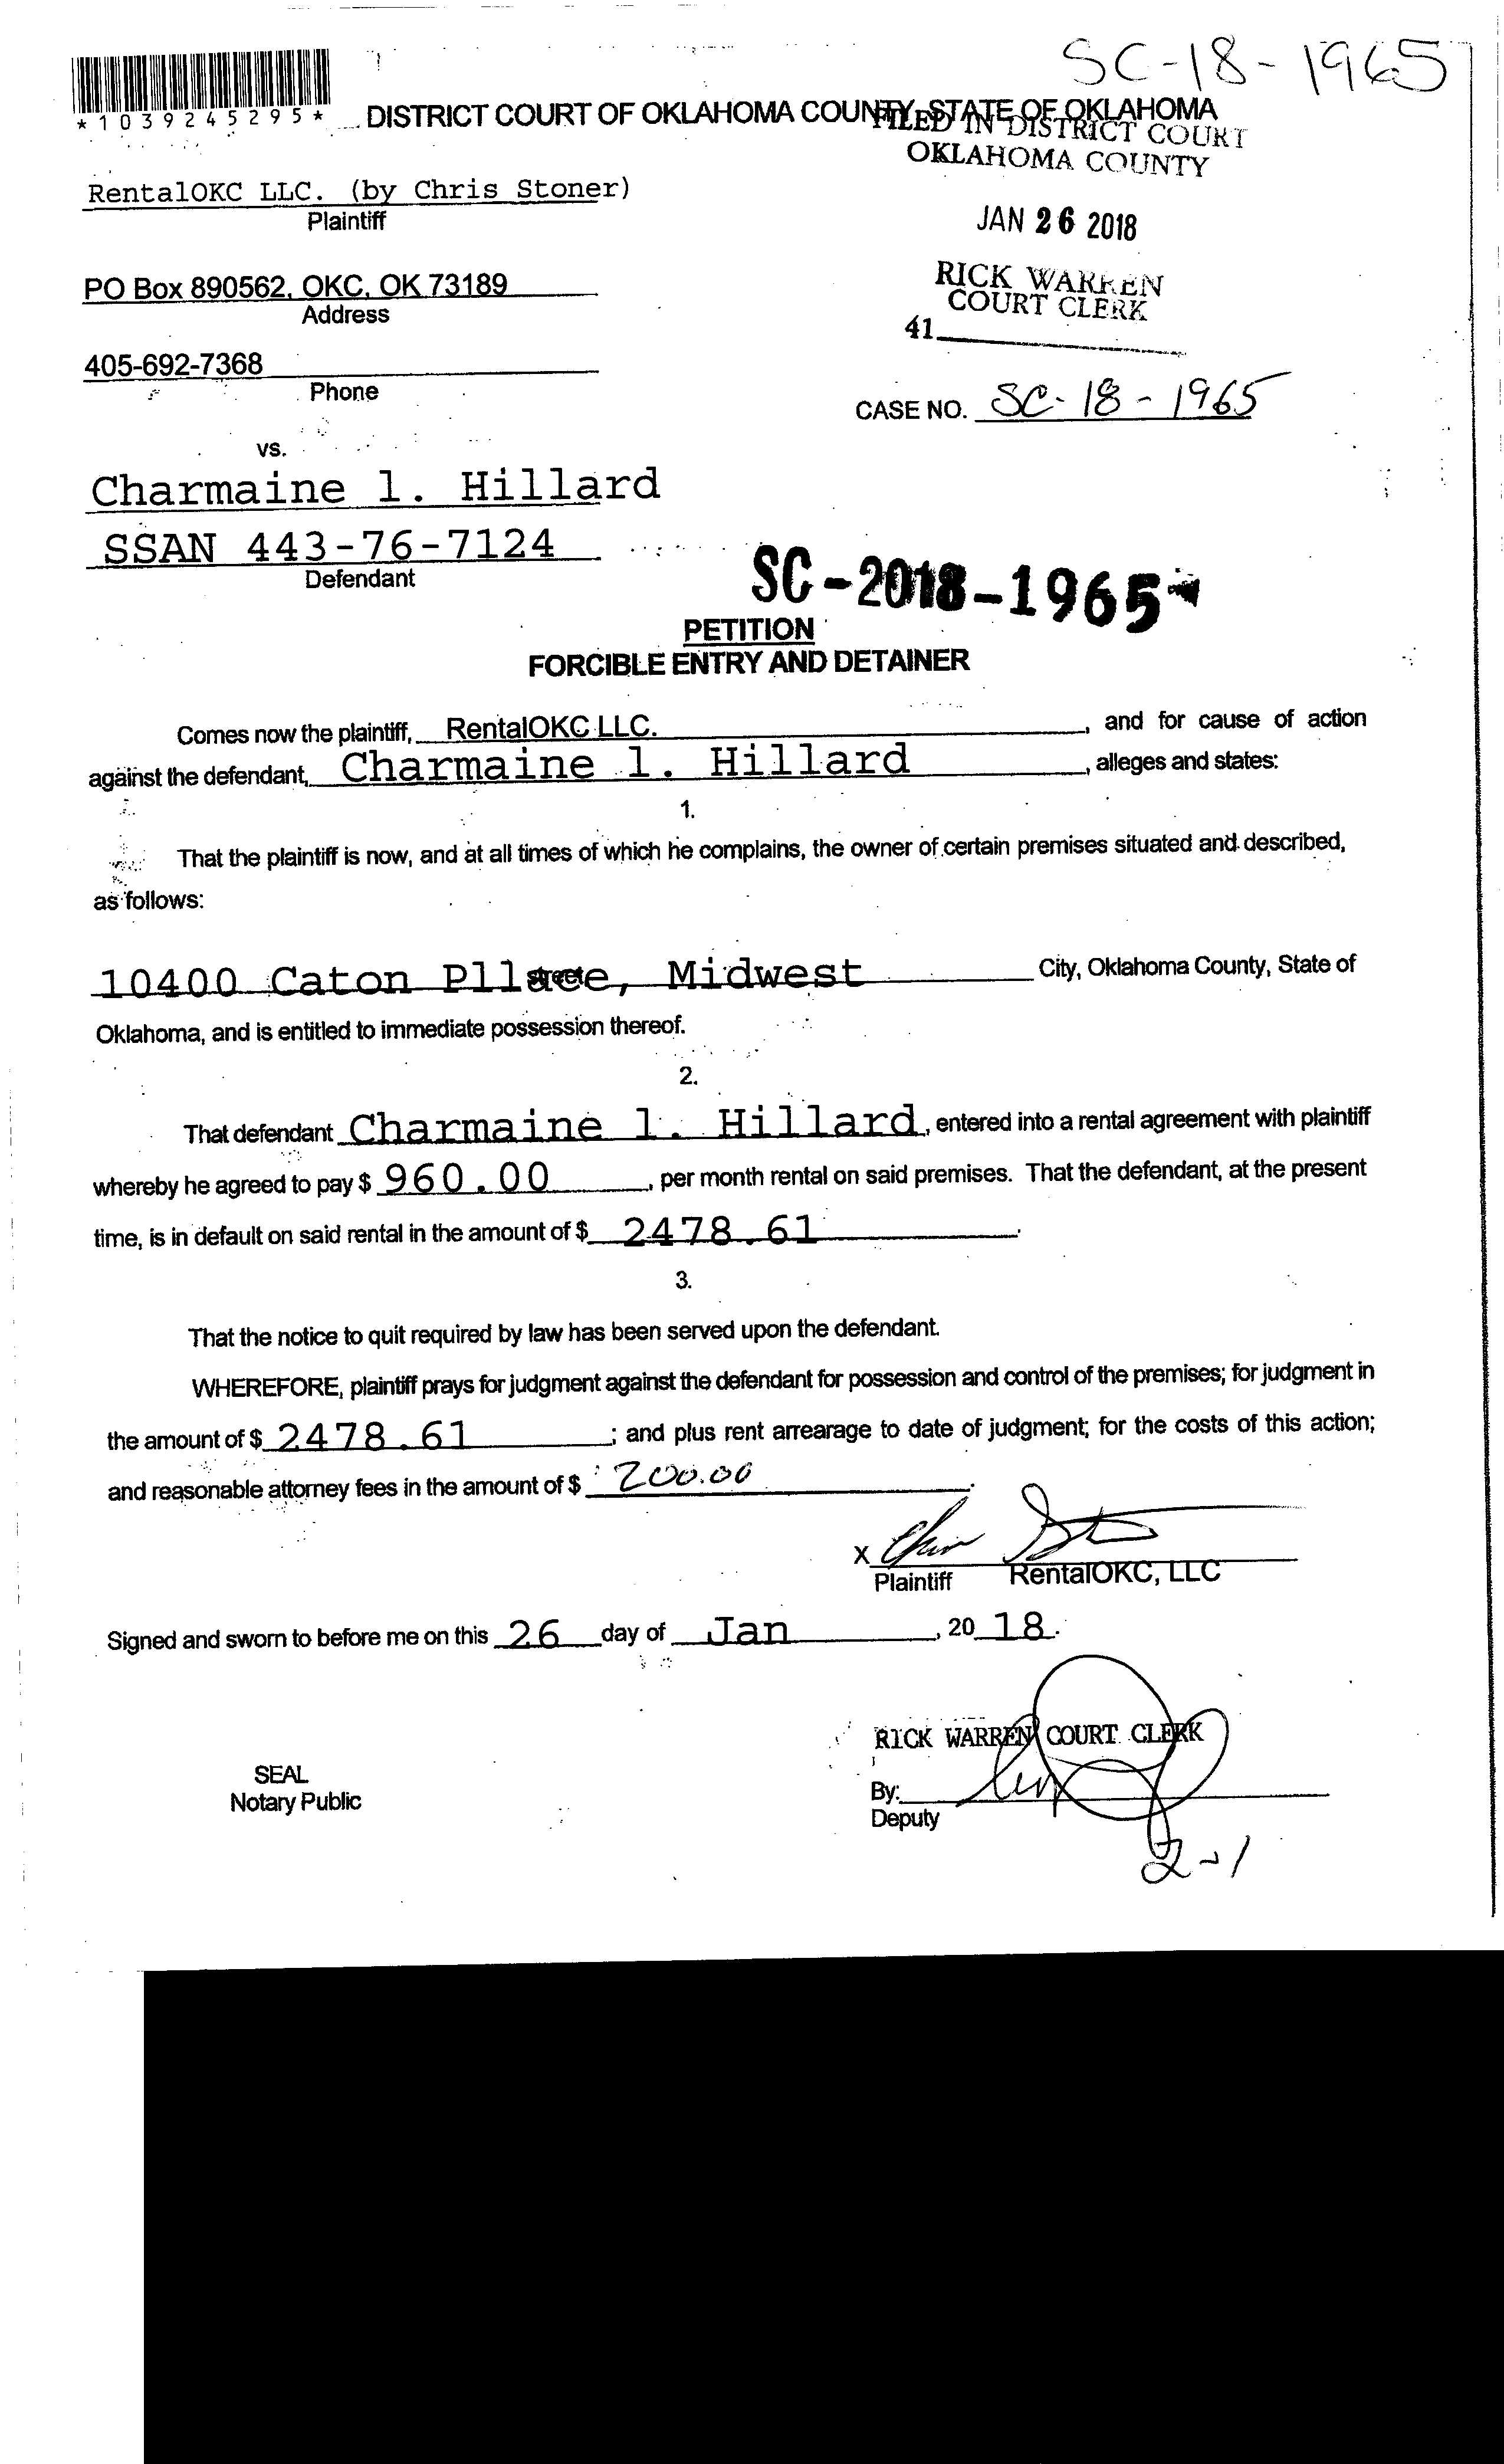 SC-18-1965
*1039245295*
DISTRICT COURT OF OKLAHOMA COUNTY, STATE OF OKLAHOMA
FILED IN DISTRICT COURT
OKLAHOMA COUNTY
RentalOKC LLC. (by Chris Stoner)
Plaintiff
JAN 26 2018
PO Box 890562, OKC, OK 73189
Address
RICK WARREN
COURT CLERK
41
405-692-7368
Phone
CASE NO. SC-18-1965
vs.
Charmaine l. Hillard
SSAN 443-76-7124
Defendant
SC-2018-1965
PETITION
FORCIBLE ENTRY AND DETAINER
Comes now the plaintiff, RentalOKC LLC. , and for cause of action
against the defendant, Charmaine l. Hillard , alleges and states:
1.
That the plaintiff is now, and at all times of which he complains, the owner of certain premises situated and described,
as follows:
10400 Caton , Midwest City, Oklahoma County, State of
Oklahoma, and is entitled to immediate possession thereof.
2.
That defendant Charmaine l. Hillard, entered into a rental agreement with plaintiff
whereby he agreed to pay $ 960.00 , per month rental on said premises. That the defendant, at the present
time, is in default on said rental in the amount of $ 2478.61 .
3.
That the notice to quit required by law has been served upon the defendant.
WHEREFORE, plaintiff prays for judgment against the defendant for possession and control of the premises; for judgment in
the amount of $ 2478.61 ; and plus rent arrearage to date of judgment; for the costs of this action;
and reasonable attorney fees in the amount of $ 200.00 .
X
Plaintiff RentalOKC, LLC
Signed and sworn to before me on this 26 day of Jan , 20 18.
RICK WARREN COURT CLERK
SEAL
Notary Public
By:
Deputy
2-1